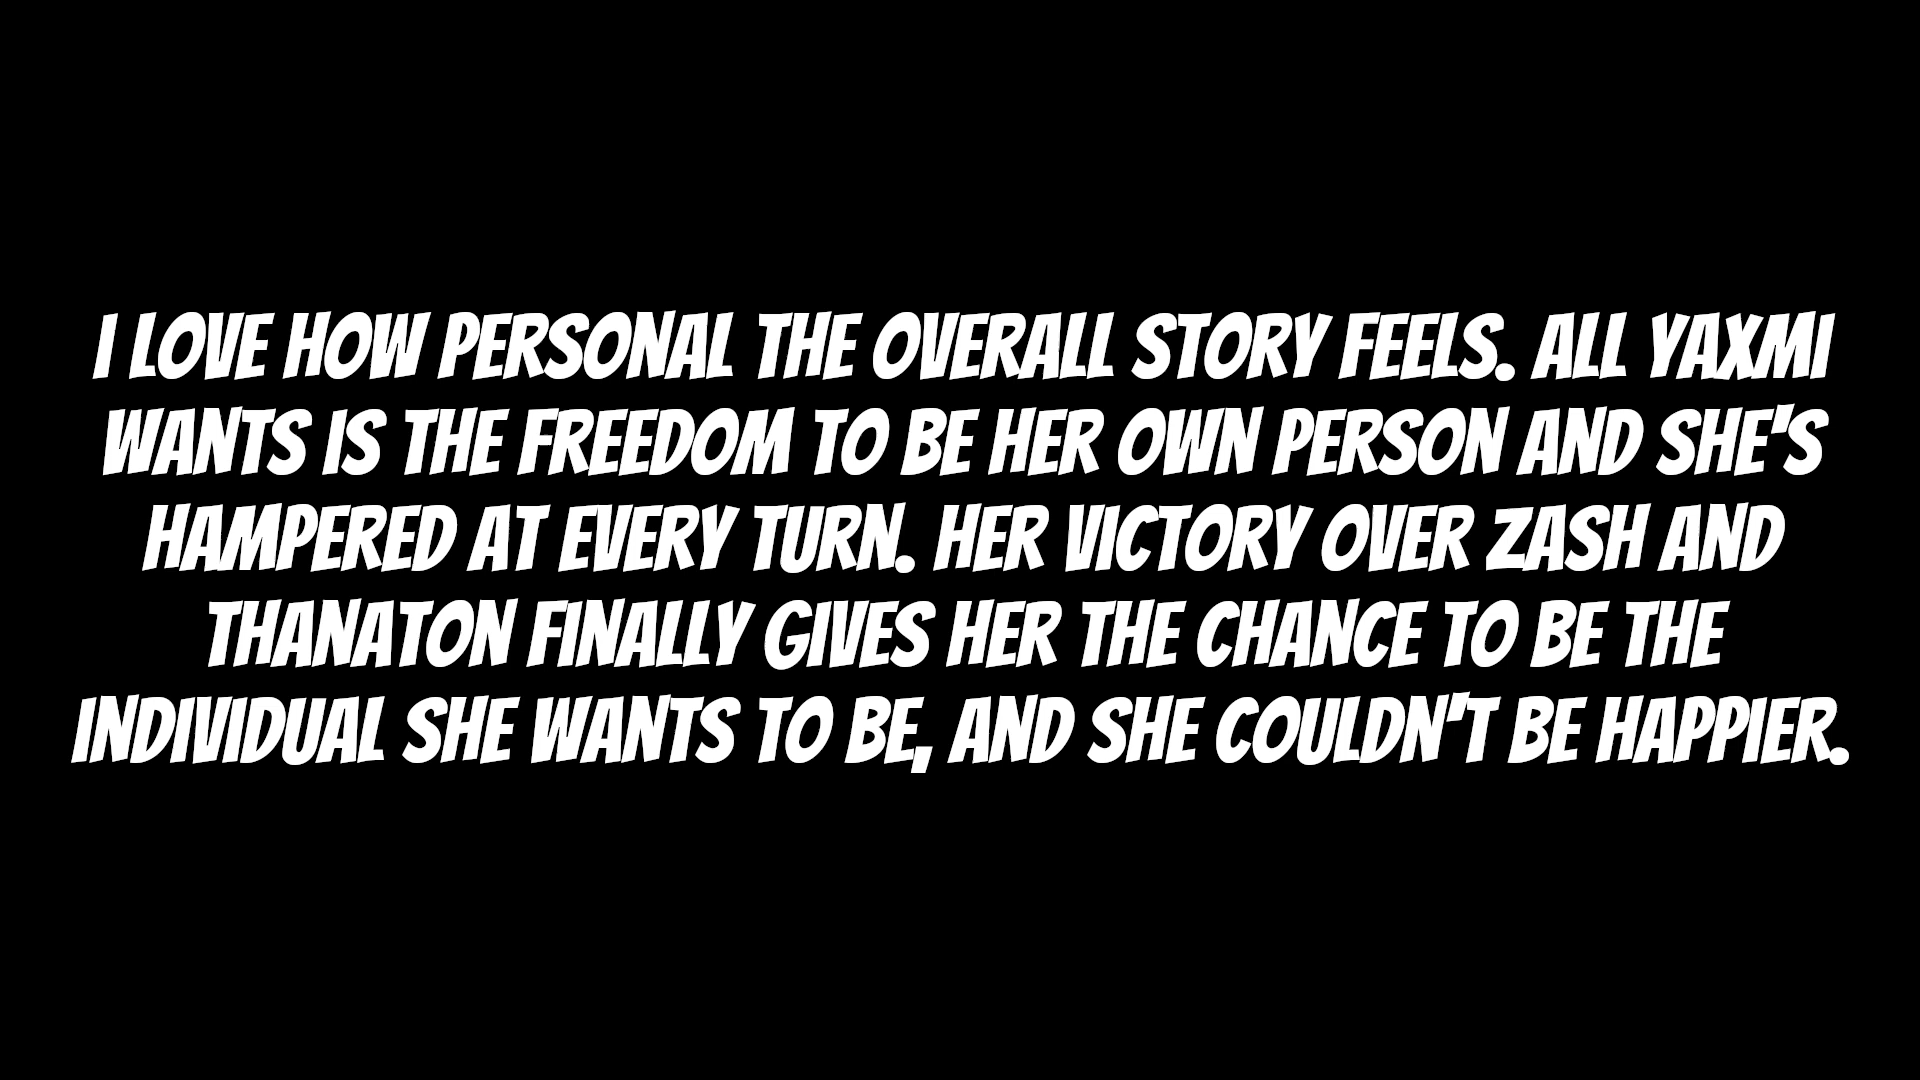 I LOVE HOW PERSONAL THE OVERALL STORY FEELS. ALL YAXMI
WANTS IS THE FREEDOM TO BE HER OWN PERSON AND SHE'S
HAMPERED AT EVERY TURN. HER VICTORY OVER ZASH AND
THANATON FINALLY GIVES HER THE CHANCE TO BE THE
INDIVIDUAL SHE WANTS TO BE, AND SHE COULDN'T BE HAPPIER.